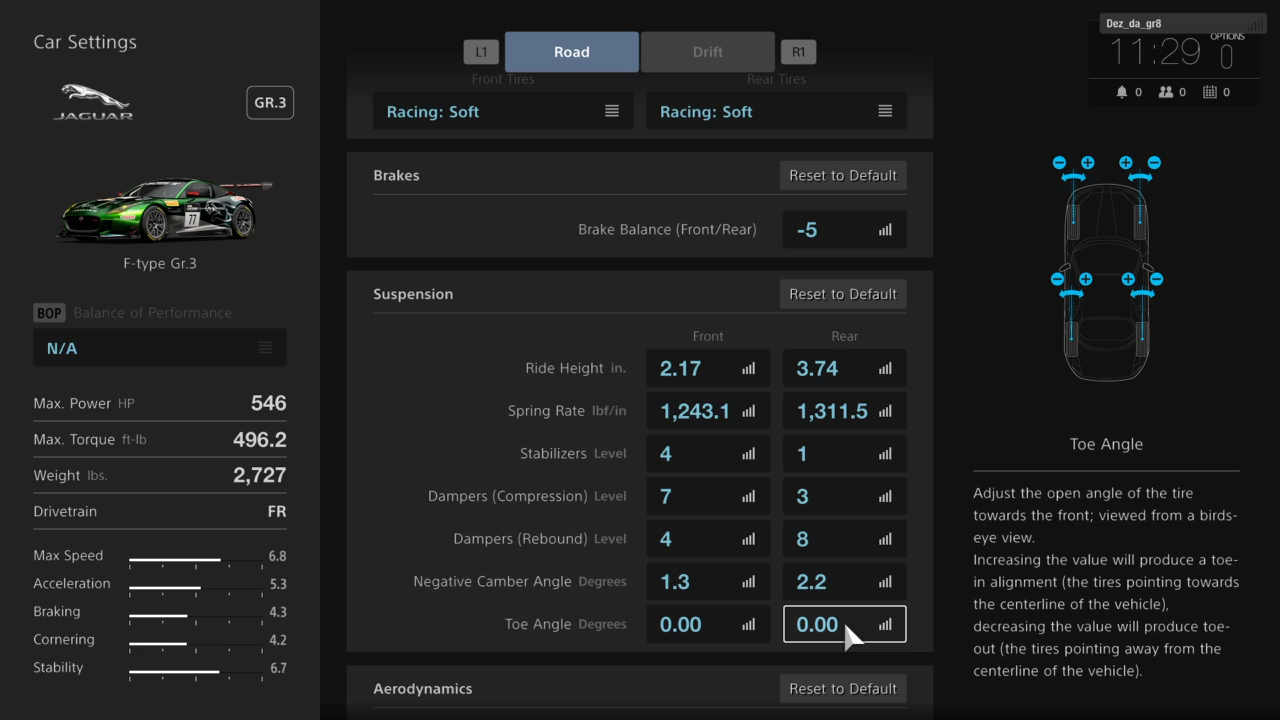 Car Settings
JAGUAR
GR.3
77
F-type Gr.3
BOP Balance of Performance
N/A
Max. Power HP 546
Max. Torque ft-lb 496.2
Weight lbs. 2,727
Drivetrain FR
Max Speed 6.8
Acceleration 5.3
Braking 4.3
Cornering 4.2
Stability 6.7
L1 Road Drift R1
Front Tires Rear Tires
Racing: Soft Racing: Soft
Brakes Reset to Default
Brake Balance (Front/Rear) -5
Suspension Reset to Default
Front Rear
Ride Height in. 2.17 3.74
Spring Rate lbf/in 1,243.1 1,311.5
Stabilizers Level 4 1
Dampers (Compression) Level 7 3
Dampers (Rebound) Level 4 8
Negative Camber Angle Degrees 1.3 2.2
Toe Angle Degrees 0.00 0.00
Aerodynamics Reset to Default
Dez_da_gr8
11:29 OPTIONS
0 0 0
Toe Angle
Adjust the open angle of the tire
towards the front; viewed from a birds-
eye view.
Increasing the value will produce a toe-
in alignment (the tires pointing towards
the centerline of the vehicle),
decreasing the value will produce toe-
out (the tires pointing away from the
centerline of the vehicle).